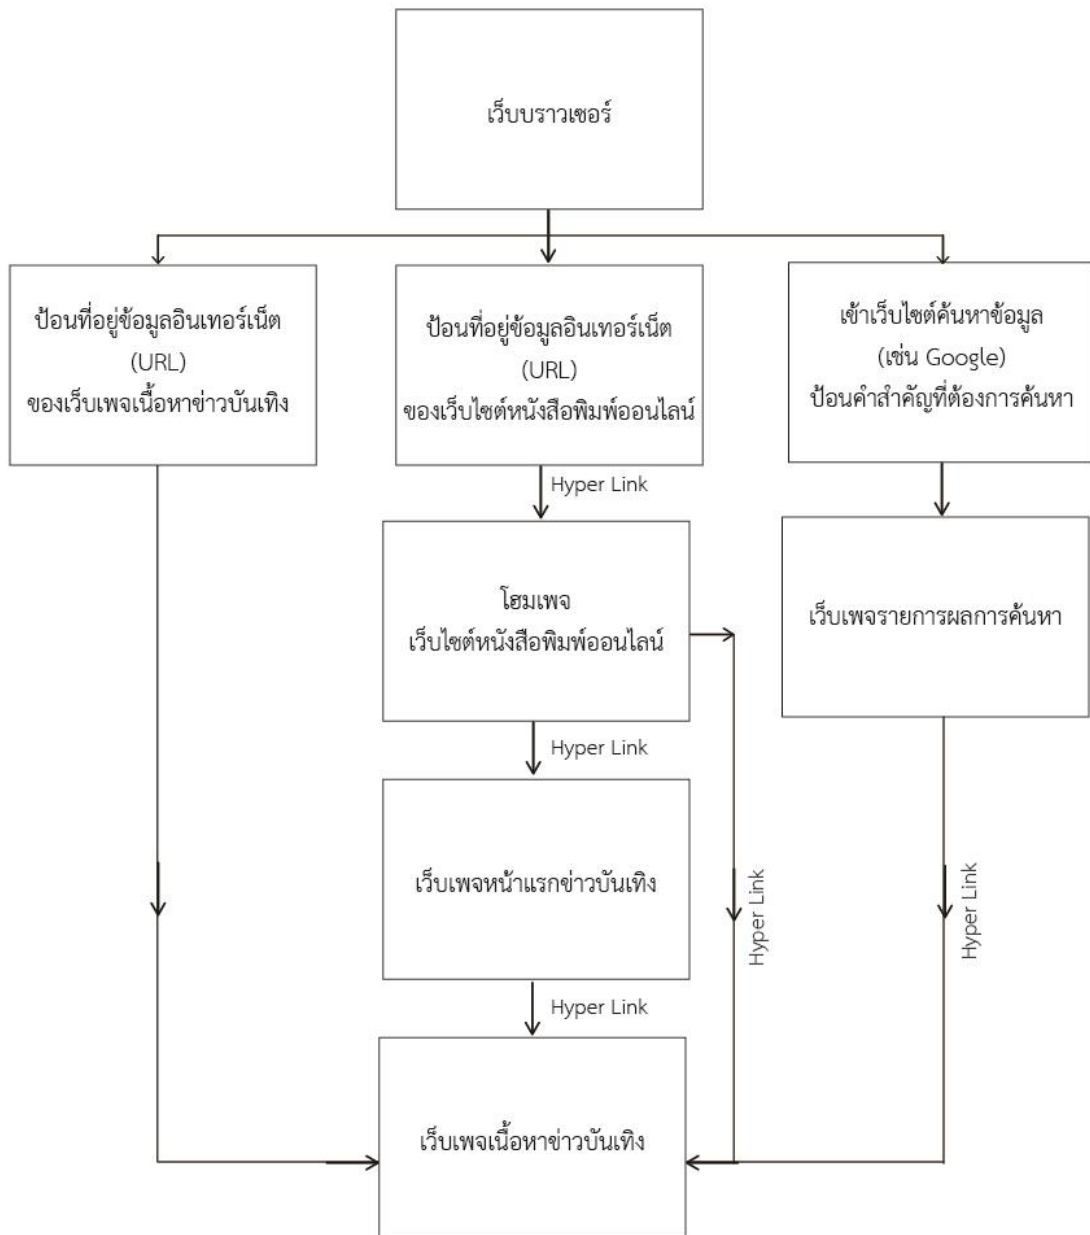 เว็บบราวเซอร์
ป้อนที่อยู่ข้อมูลอินเทอร์เน็ต
(URL)
ของเว็บเพจเนื้อหาข่าวบันเทิง
ป้อนที่อยู่ข้อมูลอินเทอร์เน็ต
(URL)
ของเว็บไซต์หนังสือพิมพ์ออนไลน์
เข้าเว็บไซต์ค้นหาข้อมูล
(เช่น Google)
ป้อนคำสำคัญที่ต้องการค้นหา
Hyper Link
โฮมเพจ
เว็บไซต์หนังสือพิมพ์ออนไลน์
เว็บเพจรายการผลการค้นหา
Hyper Link
เว็บเพจหน้าแรกข่าวบันเทิง
Hyper Link
Hyper Link
Hyper Link
เว็บเพจเนื้อหาข่าวบันเทิง